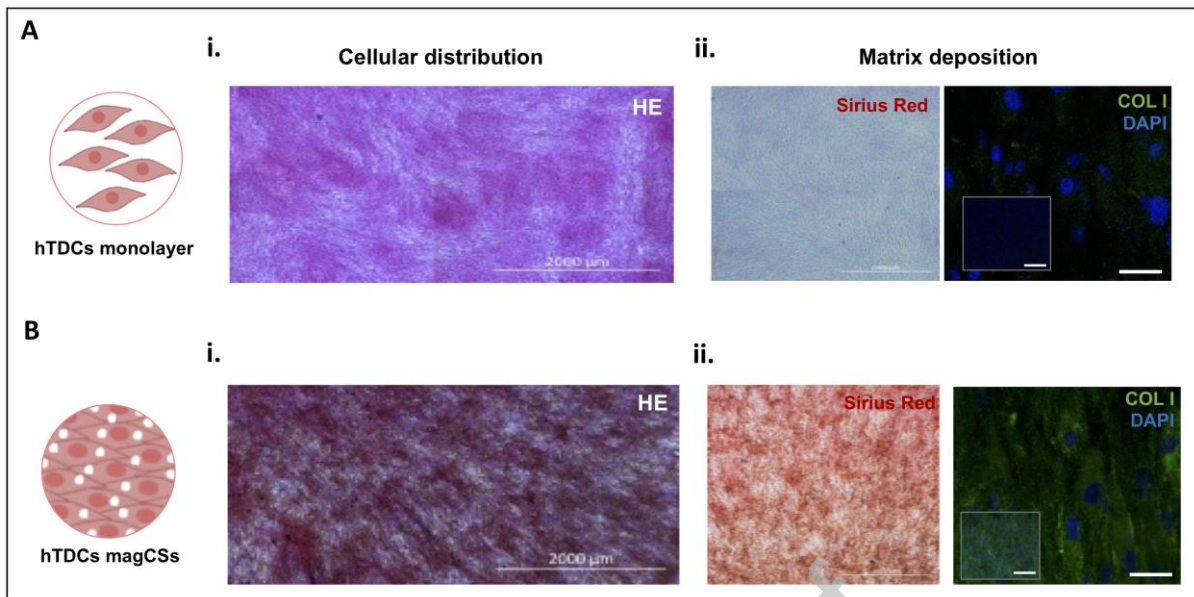 A
i.
Cellular distribution
ii.
Matrix deposition
HE
Sirius Red
COL I
DAPI
2000 µm
hTDCs monolayer
B
i.
ii.
HE
Sirius Red
COL I
DAPI
2000 µm
hTDCs magCSs